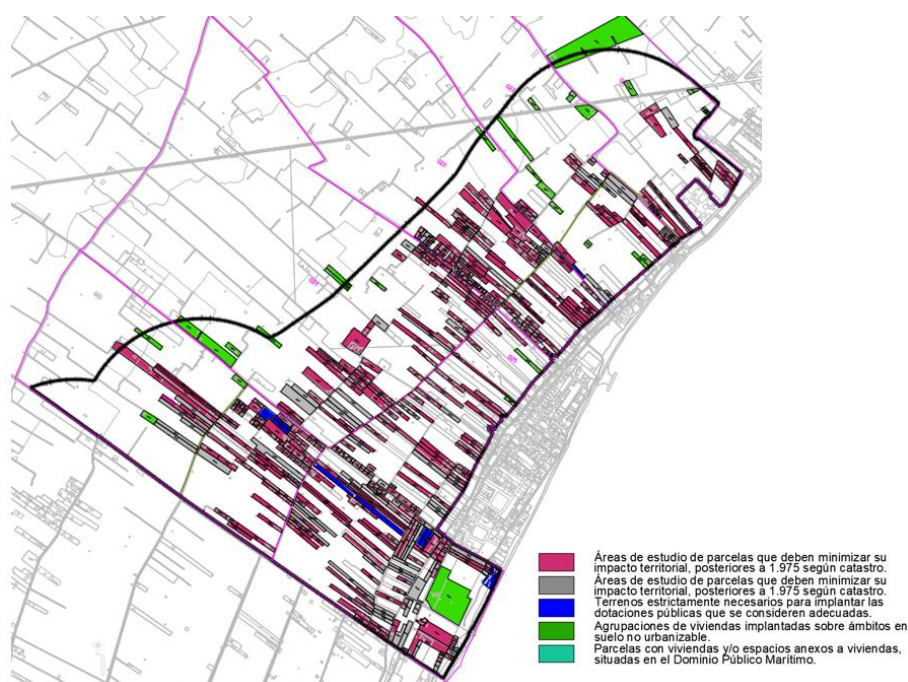 Áreas de estudio de parcelas que deben minimizar su
impacto territorial, posteriores a 1.975 según catastro.
Áreas de estudio de parcelas que deben minimizar su
impacto territorial, posteriores a 1.975 según catastro.
Terrenos estrictamente necesarios para implantar las
dotaciones públicas que se consideren adecuadas.
Agrupaciones de viviendas implantadas sobre ámbitos en
suelo no urbanizable.
Parcelas con viviendas y/o espacios anexos a viviendas,
situadas en el Dominio Público Marítimo.